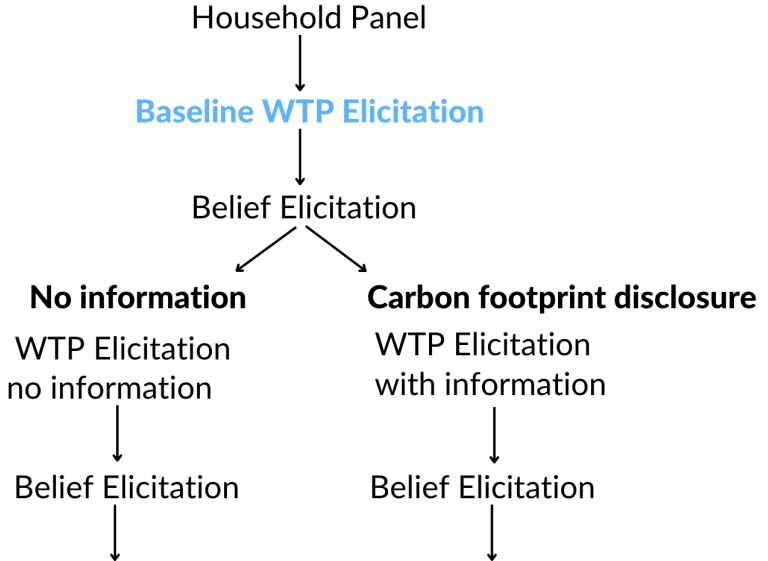 Household Panel
Baseline WTP Elicitation
Belief Elicitation
No information
WTP Elicitation
no information
Belief Elicitation
Carbon footprint disclosure
WTP Elicitation
with information
Belief Elicitation